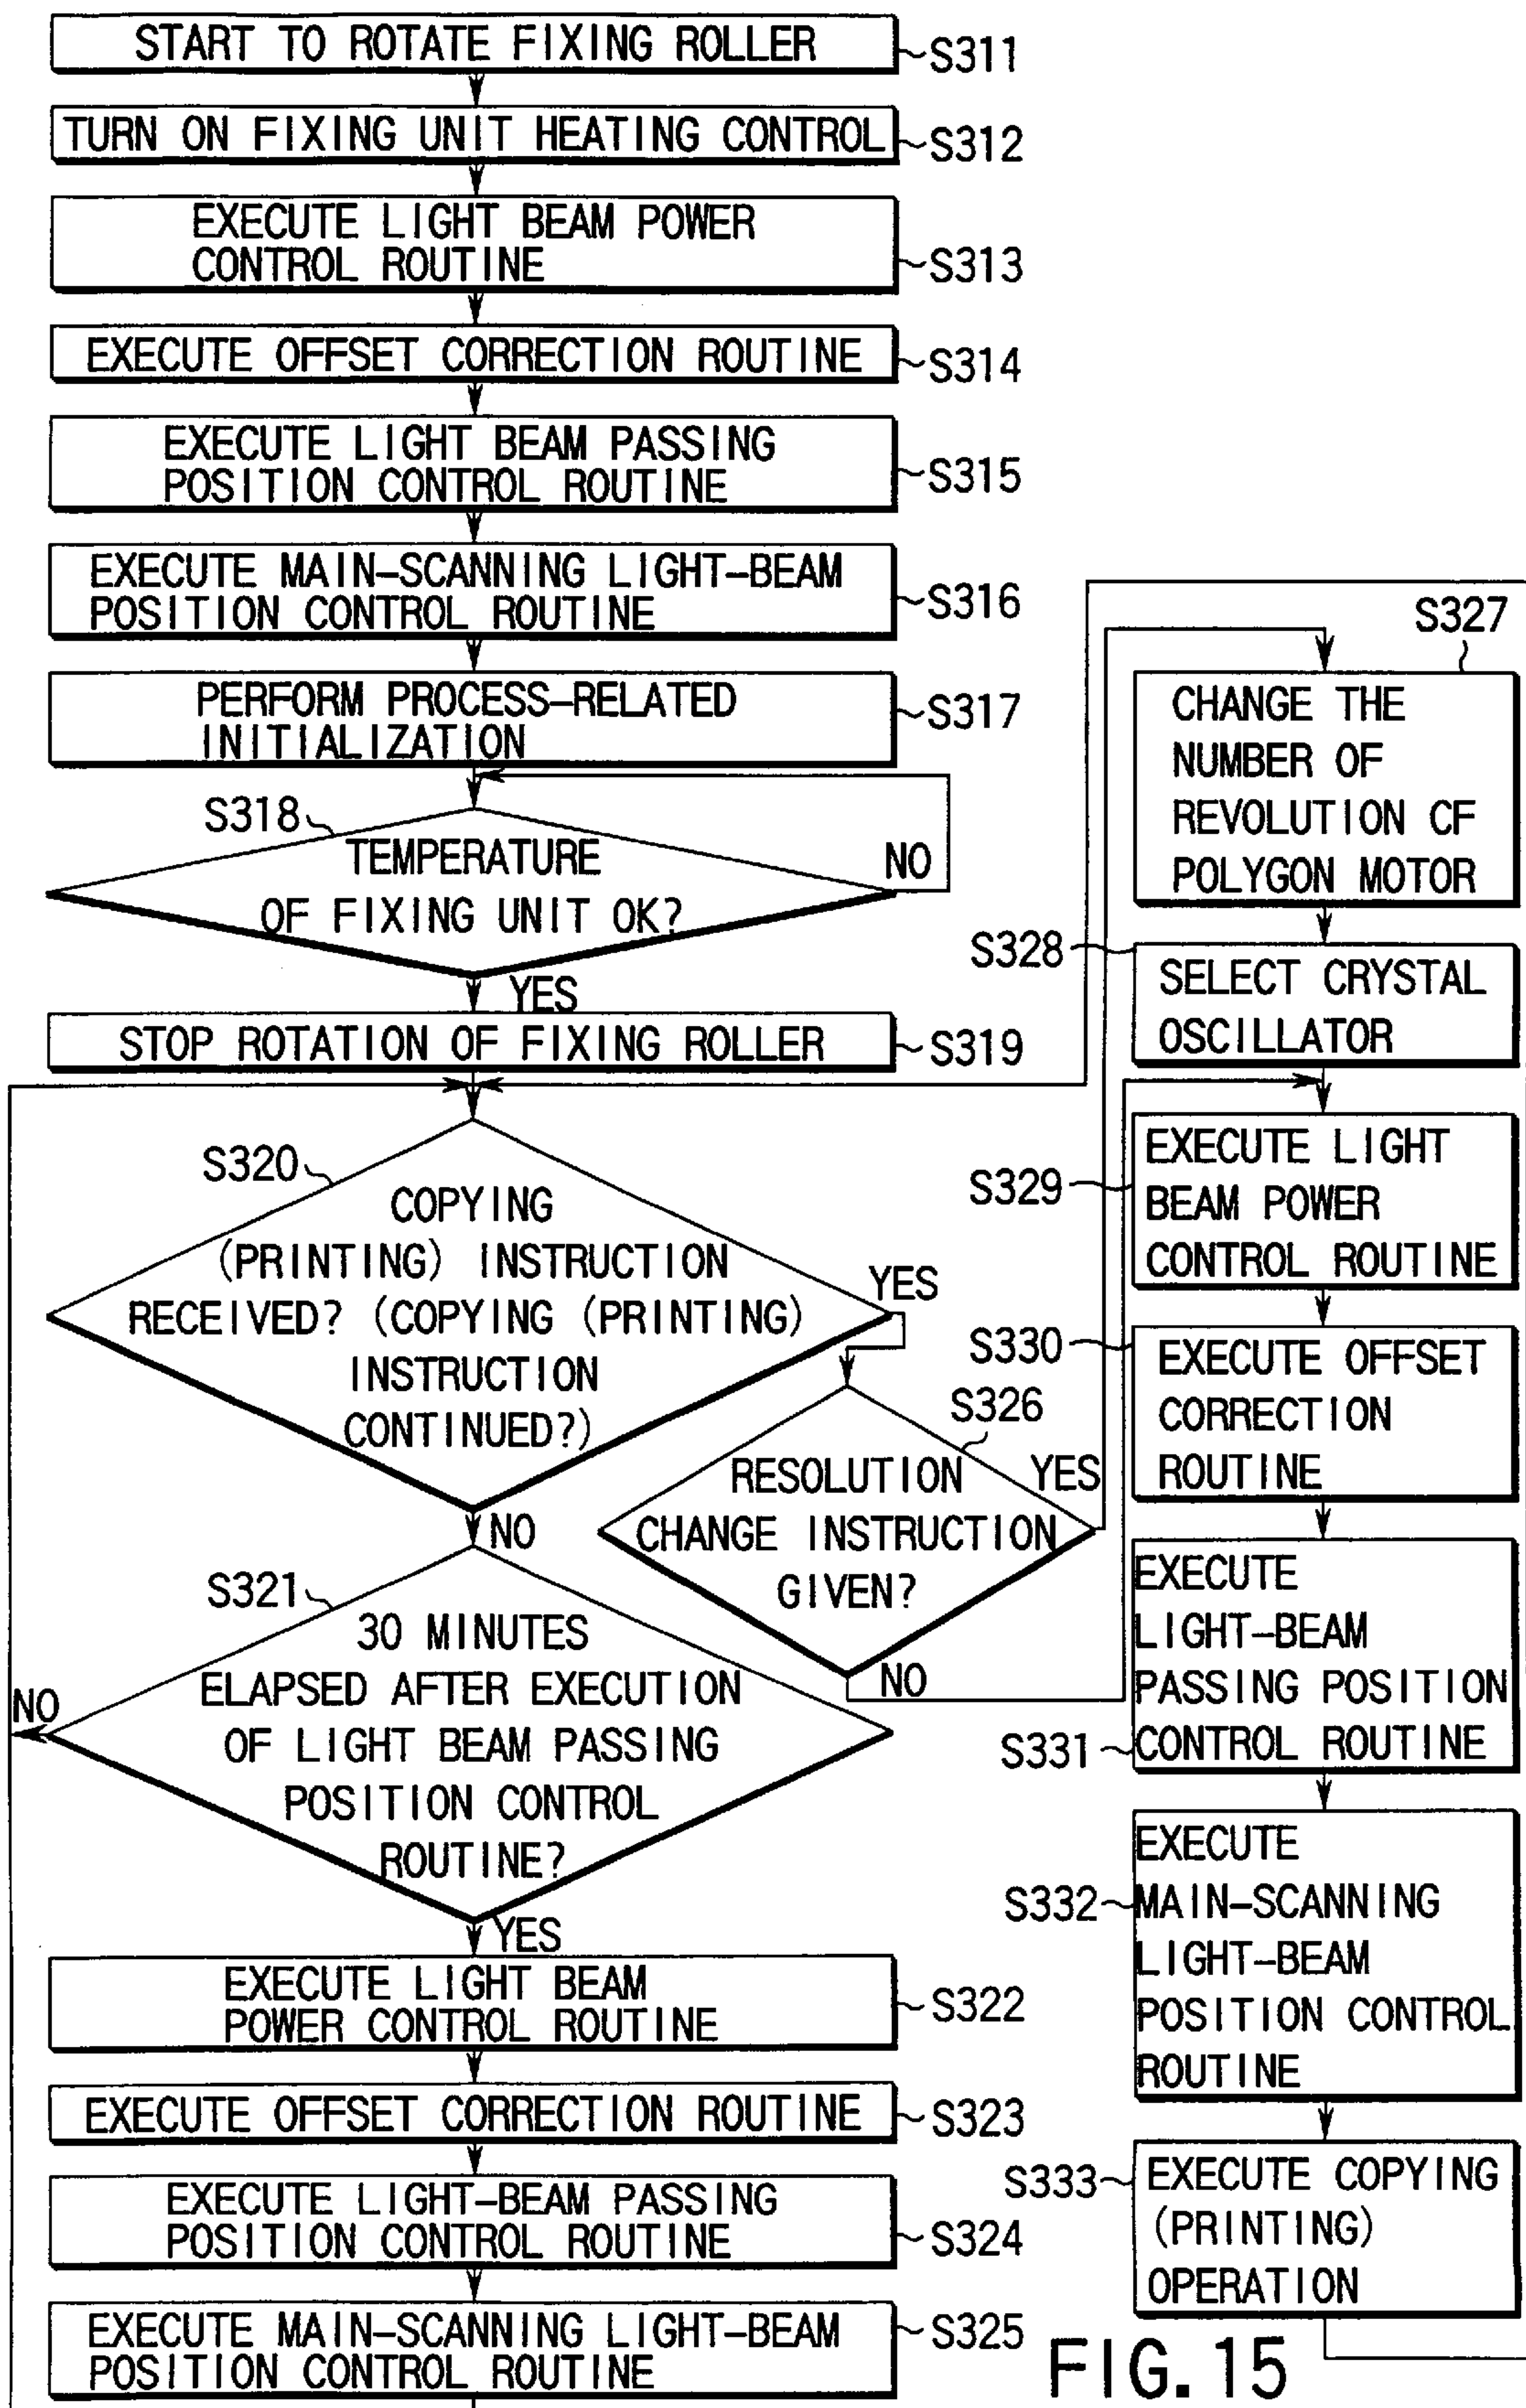 START TO ROTATE FIXING ROLLER
S311
TURN ON FIXING UNIT HEATING CONTROL
S312
EXECUTE LIGHT BEAM POWER
CONTROL ROUTINE
S313
EXECUTE OFFSET CORRECTION ROUTINE
S314
EXECUTE LIGHT BEAM PASSING
POSITION CONTROL ROUTINE
S315
EXECUTE MAIN-SCANNING LIGHT-BEAM
POSITION CONTROL ROUTINE
S316
PERFORM PROCESS-RELATED
INITIALIZATION
S317
S318
TEMPERATURE
OF FIXING UNIT OK?
NO
YES
STOP ROTATION OF FIXING ROLLER
S319
S320
COPYING
(PRINTING) INSTRUCTION
RECEIVED? (COPYING (PRINTING)
INSTRUCTION
CONTINUED?)
YES
NO
S321
30 MINUTES
ELAPSED AFTER EXECUTION
OF LIGHT BEAM PASSING
POSITION CONTROL
ROUTINE?
NO
YES
EXECUTE LIGHT BEAM
POWER CONTROL ROUTINE
S322
EXECUTE OFFSET CORRECTION ROUTINE
S323
EXECUTE LIGHT-BEAM PASSING
POSITION CONTROL ROUTINE
S324
EXECUTE MAIN-SCANNING LIGHT-BEAM
POSITION CONTROL ROUTINE
S325
S326
RESOLUTION
CHANGE INSTRUCTION
GIVEN?
YES
NO
S327
CHANGE THE
NUMBER OF
REVOLUTION CF
POLYGON MOTOR
S328
SELECT CRYSTAL
OSCILLATOR
S329
EXECUTE LIGHT
BEAM POWER
CONTROL ROUTINE
S330
EXECUTE OFFSET
CORRECTION
ROUTINE
S331
EXECUTE
LIGHT-BEAM
PASSING POSITION
CONTROL ROUTINE
S332
EXECUTE
MAIN-SCANNING
LIGHT-BEAM
POSITION CONTROL
ROUTINE
S333
EXECUTE COPYING
(PRINTING)
OPERATION
FIG. 15